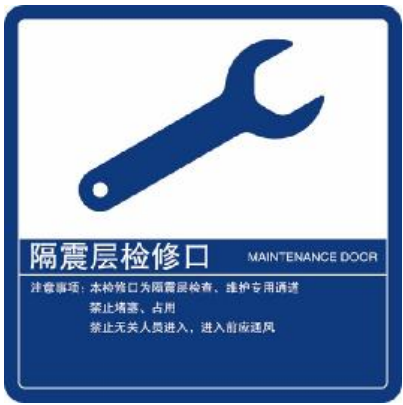 隔震层检修口 MAINTENANCE DOOR
注意事项：本检修口为隔震层检查、维护专用通道
禁止堵塞、占用
禁止无关人员进入，进入前应通风